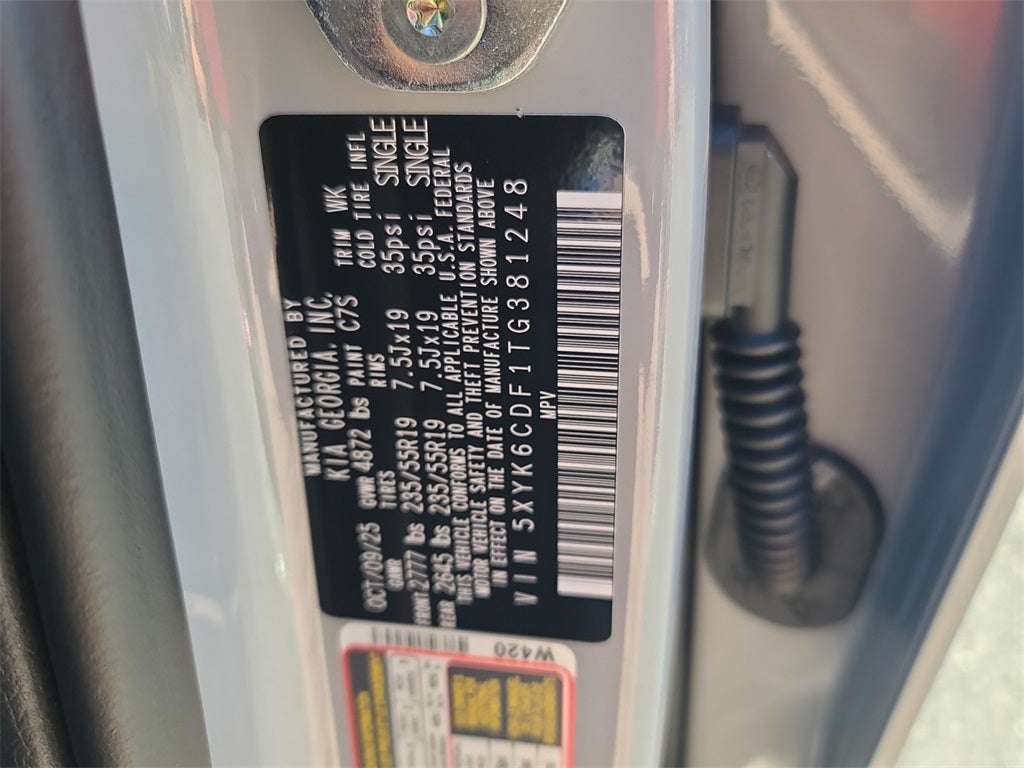 MANUFACTURED BY
KIA GEORGIA. INC.
OCT/09/25 GVWR 4872 lbs PAINT C7S TRIM WK
GAWR TIRES RIMS COLD TIRE INFL
FRONT 2777 lbs 235/55R19 7.5Jx19 35psi SINGLE
REAR 2645 lbs 235/55R19 7.5Jx19 35psi SINGLE
THIS VEHICLE CONFORMS TO ALL APPLICABLE U.S.A. FEDERAL
MOTOR VEHICLE SAFETY AND THEFT PREVENTION STANDARDS
IN EFFECT ON THE DATE OF MANUFACTURE SHOWN ABOVE
VIN 5XYK6CDF1TG381248
MPV
W420